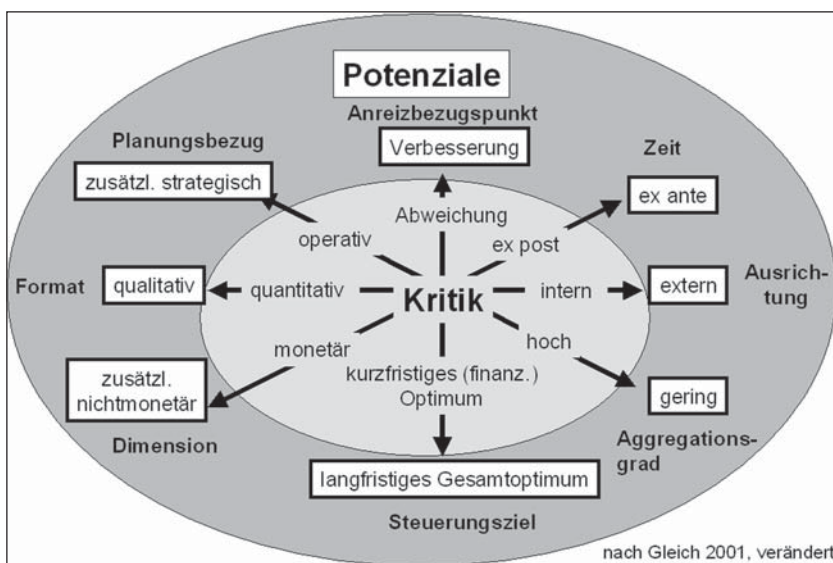 Potenziale
Anreizbezugspunkt
Verbesserung
Abweichung
Planungsbezug
zusätzl. strategisch
operativ
Zeit
ex ante
ex post
Format
qualitativ
quantitativ
Kritik
intern
extern
Ausrich-
tung
monetär
zusätzl.
nichtmonetär
Dimension
kurzfristiges (finanz.)
Optimum
langfristiges Gesamtoptimum
Steuerungsziel
hoch
gering
Aggregations-
grad
nach Gleich 2001, verändert